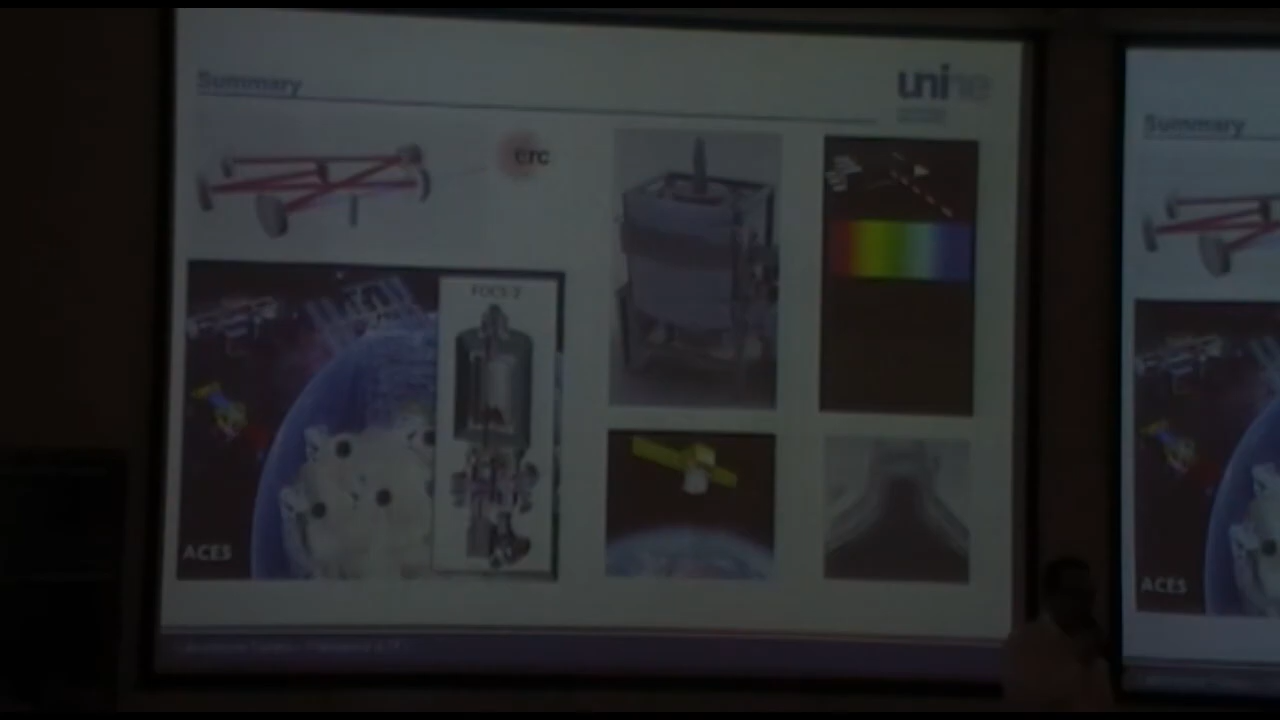 Summary
unine
erc
FOCS-2
ACES
Summary
ACES